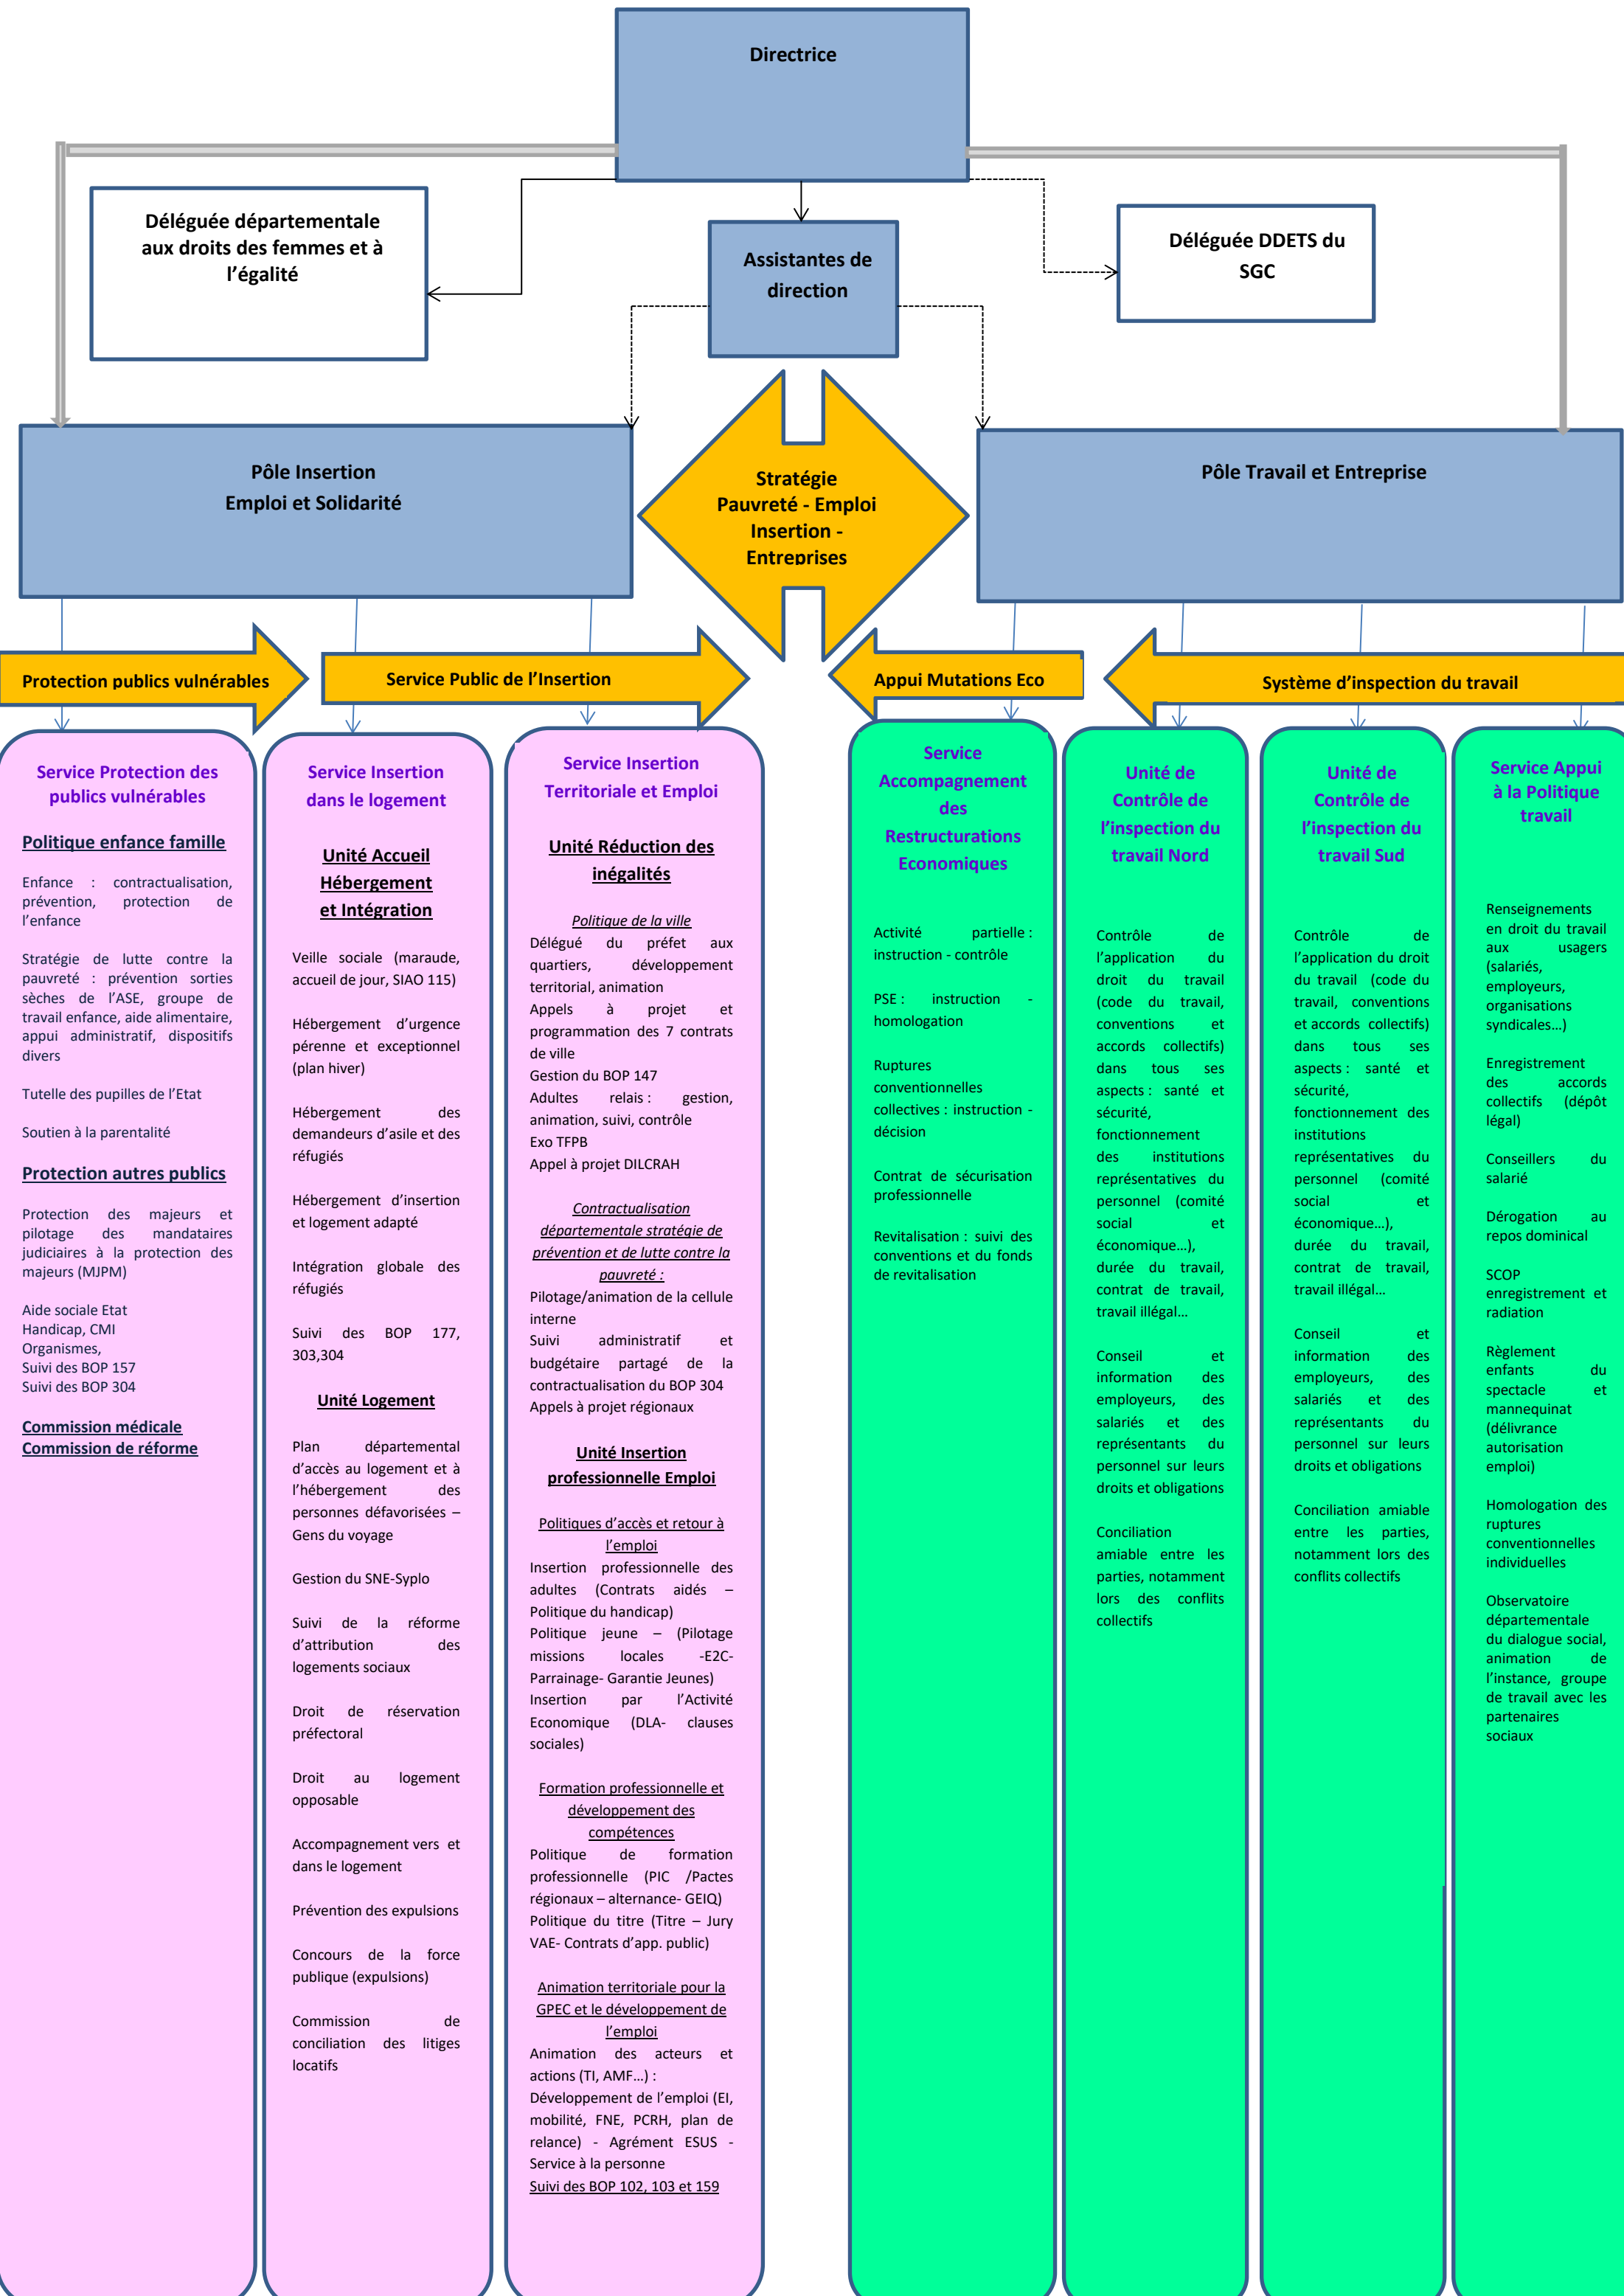 Directrice
Déléguée départementale
aux droits des femmes et à
l’égalité
Assistantes de
direction
Déléguée DDETS du
SGC
Pôle Insertion
Emploi et Solidarité
Stratégie
Pauvreté - Emploi
Insertion -
Entreprises
Pôle Travail et Entreprise
Protection publics vulnérables
Service Public de l’Insertion
Appui Mutations Eco
Système d’inspection du travail
Service Protection des
publics vulnérables
Politique enfance famille
Enfance : contractualisation,
prévention, protection de
l’enfance
Stratégie de lutte contre la
pauvreté : prévention sorties
sèches de l’ASE, groupe de
travail enfance, aide alimentaire,
appui administratif, dispositifs
divers
Tutelle des pupilles de l’Etat
Soutien à la parentalité
Protection autres publics
Protection des majeurs et
pilotage des mandataires
judiciaires à la protection des
majeurs (MJPM)
Aide sociale Etat
Handicap, CMI
Organismes,
Suivi des BOP 157
Suivi des BOP 304
Commission médicale
Commission de réforme
Service Insertion
dans le logement
Unité Accueil
Hébergement
et Intégration
Veille sociale (maraude,
accueil de jour, SIAO 115)
Hébergement d’urgence
pérenne et exceptionnel
(plan hiver)
Hébergement des
demandeurs d’asile et des
réfugiés
Hébergement d’insertion
et logement adapté
Intégration globale des
réfugiés
Suivi des BOP 177,
303,304
Unité Logement
Plan départemental
d’accès au logement et à
l’hébergement des
personnes défavorisées –
Gens du voyage
Gestion du SNE-Syplo
Suivi de la réforme
d’attribution des
logements sociaux
Droit de réservation
préfectoral
Droit au logement
opposable
Accompagnement vers et
dans le logement
Prévention des expulsions
Concours de la force
publique (expulsions)
Commission de
conciliation des litiges
locatifs
Service Insertion
Territoriale et Emploi
Unité Réduction des
inégalités
Politique de la ville
Délégué du préfet aux
quartiers, développement
territorial, animation
Appels à projet et
programmation des 7 contrats
de ville
Gestion du BOP 147
Adultes relais : gestion,
animation, suivi, contrôle
Exo TFPB
Appel à projet DILCRAH
Contractualisation
départementale stratégie de
prévention et de lutte contre la
pauvreté :
Pilotage/animation de la cellule
interne
Suivi administratif et
budgétaire partagé de la
contractualisation du BOP 304
Appels à projet régionaux
Unité Insertion
professionnelle Emploi
Politiques d’accès et retour à
l’emploi
Insertion professionnelle des
adultes (Contrats aidés –
Politique du handicap)
Politique jeune – (Pilotage
missions locales -E2C-
Parrainage- Garantie Jeunes)
Insertion par l’Activité
Economique (DLA- clauses
sociales)
Formation professionnelle et
développement des
compétences
Politique de formation
professionnelle (PIC /Pactes
régionaux – alternance- GEIQ)
Politique du titre (Titre – Jury
VAE- Contrats d’app. public)
Animation territoriale pour la
GPEC et le développement de
l’emploi
Animation des acteurs et
actions (TI, AMF…) :
Développement de l’emploi (EI,
mobilité, FNE, PCRH, plan de
relance) - Agrément ESUS -
Service à la personne
Suivi des BOP 102, 103 et 159
Service
Accompagnement
des
Restructurations
Economiques
Activité partielle :
instruction - contrôle
PSE : instruction -
homologation
Ruptures
conventionnelles
collectives : instruction -
décision
Contrat de sécurisation
professionnelle
Revitalisation : suivi des
conventions et du fonds
de revitalisation
Unité de
Contrôle de
l’inspection du
travail Nord
Contrôle de
l’application du
droit du travail
(code du travail,
conventions et
accords collectifs)
dans tous ses
aspects : santé et
sécurité,
fonctionnement
des institutions
représentatives du
personnel (comité
social et
économique…),
durée du travail,
contrat de travail,
travail illégal…
Conseil et
information des
employeurs, des
salariés et des
représentants du
personnel sur leurs
droits et obligations
Conciliation
amiable entre les
parties, notamment
lors des conflits
collectifs
Unité de
Contrôle de
l’inspection du
travail Sud
Contrôle de
l’application du droit
du travail (code du
travail, conventions
et accords collectifs)
dans tous ses
aspects : santé et
sécurité,
fonctionnement des
institutions
représentatives du
personnel (comité
social et
économique…),
durée du travail,
contrat de travail,
travail illégal…
Conseil et
information des
employeurs, des
salariés et des
représentants du
personnel sur leurs
droits et obligations
Conciliation amiable
entre les parties,
notamment lors des
conflits collectifs
Service Appui
à la Politique
travail
Renseignements
en droit du travail
aux usagers
(salariés,
employeurs,
organisations
syndicales…)
Enregistrement
des accords
collectifs (dépôt
légal)
Conseillers du
salarié
Dérogation au
repos dominical
SCOP
enregistrement et
radiation
Règlement
enfants du
spectacle et
mannequinat
(délivrance
autorisation
emploi)
Homologation des
ruptures
conventionnelles
individuelles
Observatoire
départementale
du dialogue social,
animation de
l’instance, groupe
de travail avec les
partenaires
sociaux